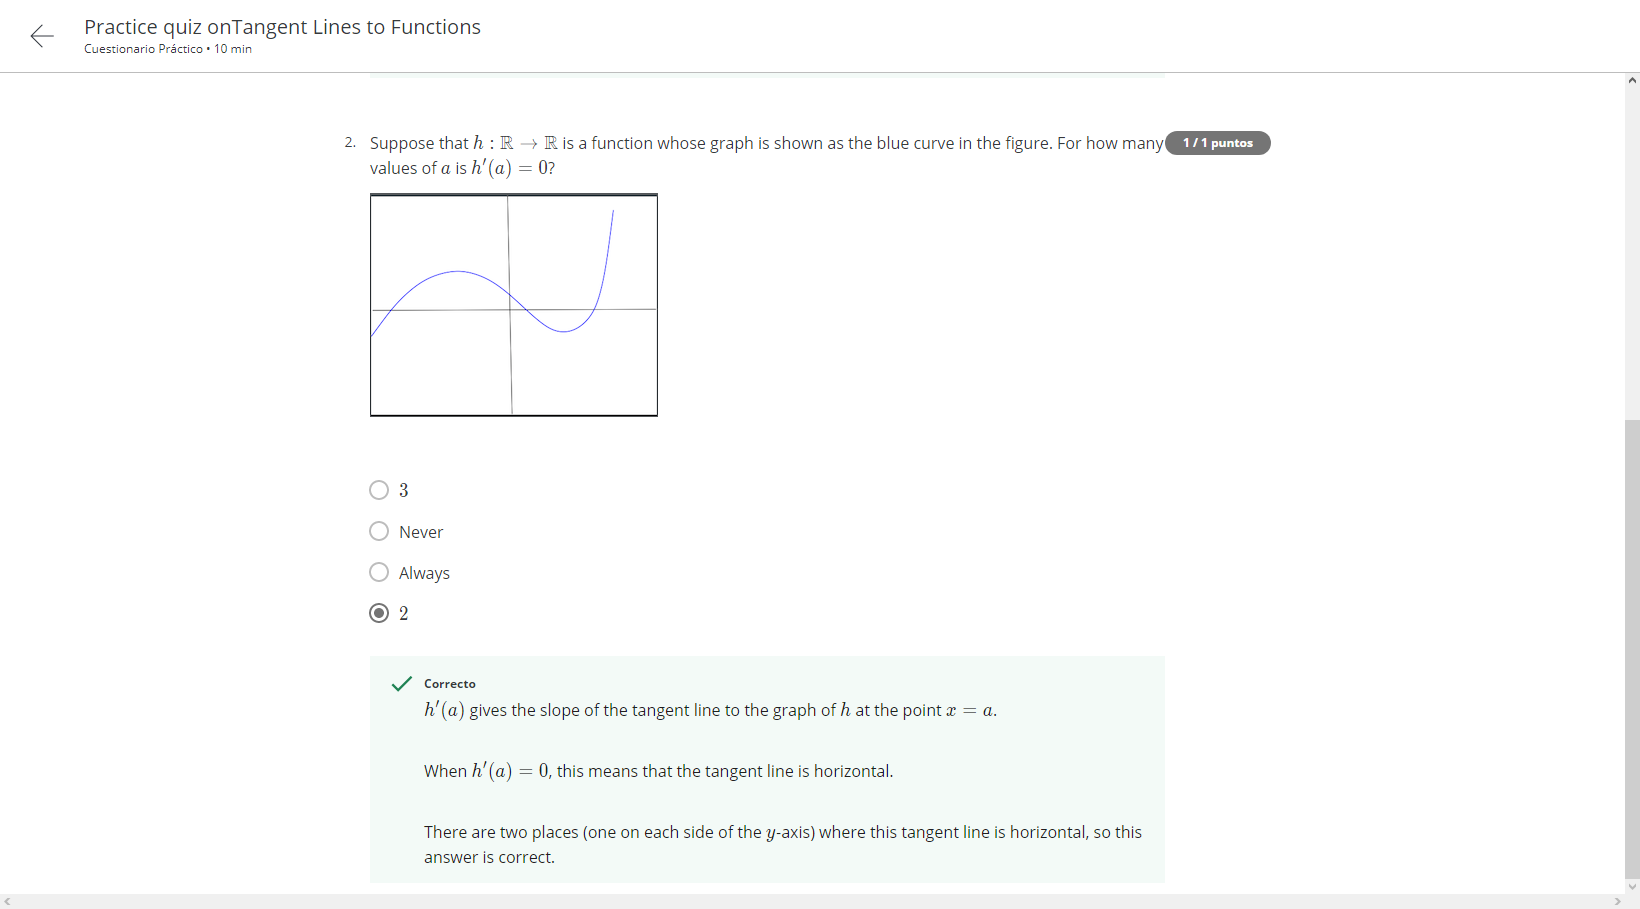 Practice quiz onTangent Lines to Functions
Cuestionario Práctico • 10 min
2. Suppose that h : ℝ → ℝ is a function whose graph is shown as the blue curve in the figure. For how many 1 / 1 puntos
values of a is h′(a) = 0?
3
Never
Always
2
Correcto
h′(a) gives the slope of the tangent line to the graph of h at the point x = a.
When h′(a) = 0, this means that the tangent line is horizontal.
There are two places (one on each side of the y-axis) where this tangent line is horizontal, so this
answer is correct.